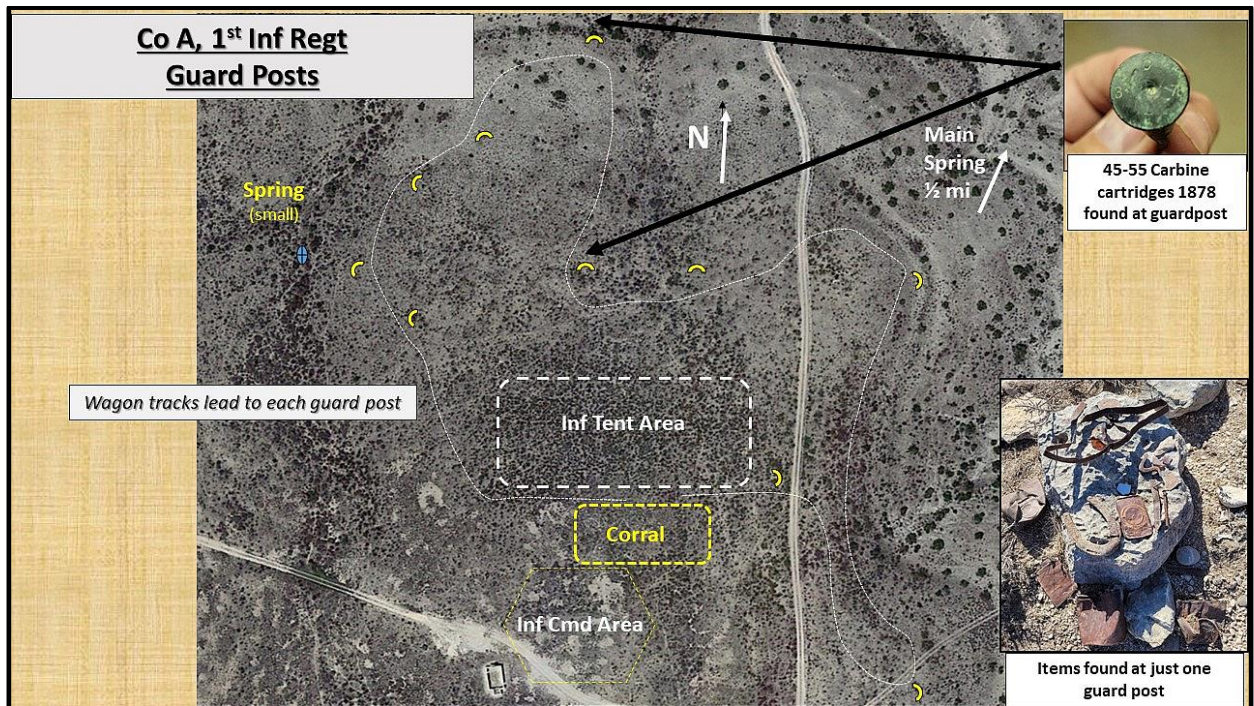 Co A, 1st Inf Regt
Guard Posts
N
Main
Spring
½ mi
45-55 Carbine
cartridges 1878
found at guardpost
Spring
(small)
Wagon tracks lead to each guard post
Inf Tent Area
Corral
Inf Cmd Area
Items found at just one
guard post